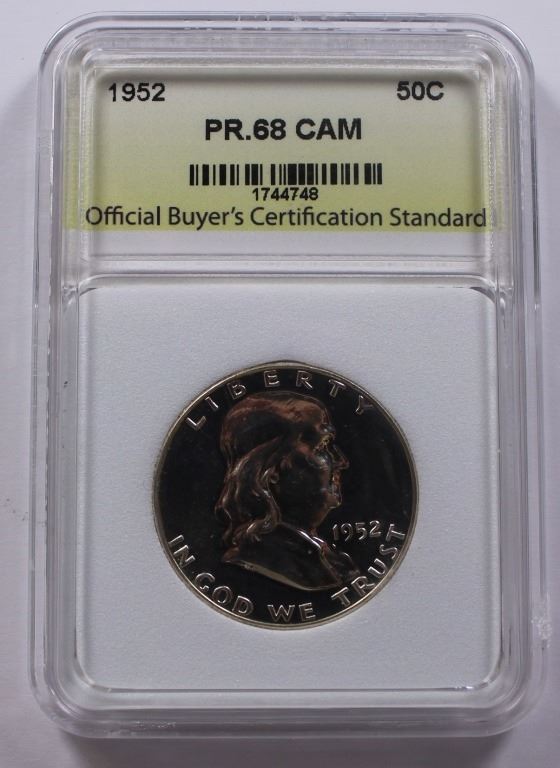 1952 50C
PR.68 CAM
1744748
Official Buyer's Certification Standard
LIBERTY
1952
IN GOD WE TRUST